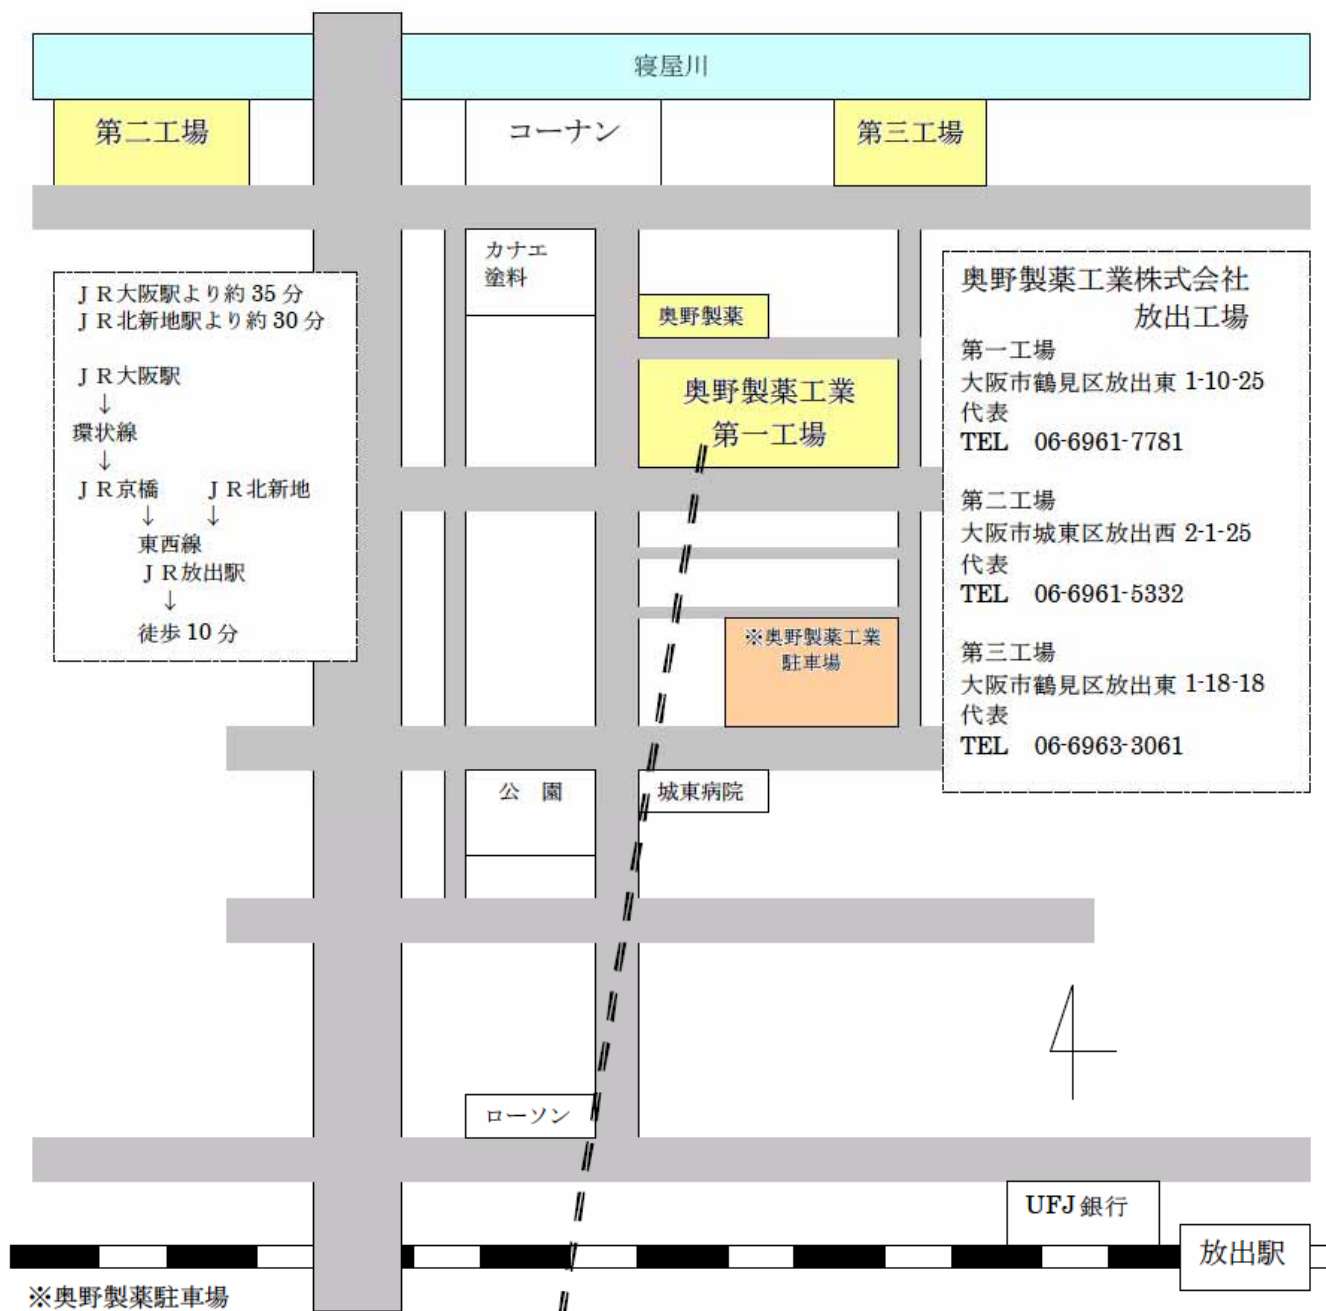 寝屋川
第二工場
コーナン
第三工場
カナエ
塗料
奥野製薬
奥野製薬工業
第一工場
ＪＲ大阪駅より約 35 分
ＪＲ北新地駅より約 30 分
ＪＲ大阪駅
↓
環状線
↓
ＪＲ京橋　ＪＲ北新地
↓　↓
東西線
ＪＲ放出駅
↓
徒歩 10 分
奥野製薬工業株式会社
放出工場
第一工場
大阪市鶴見区放出東 1-10-25
代表
TEL　06-6961-7781
第二工場
大阪市城東区放出西 2-1-25
代表
TEL　06-6961-5332
第三工場
大阪市鶴見区放出東 1-18-18
代表
TEL　06-6963-3061
※奥野製薬工業
駐車場
公　園
城東病院
ローソン
UFJ 銀行
放出駅
※奥野製薬駐車場